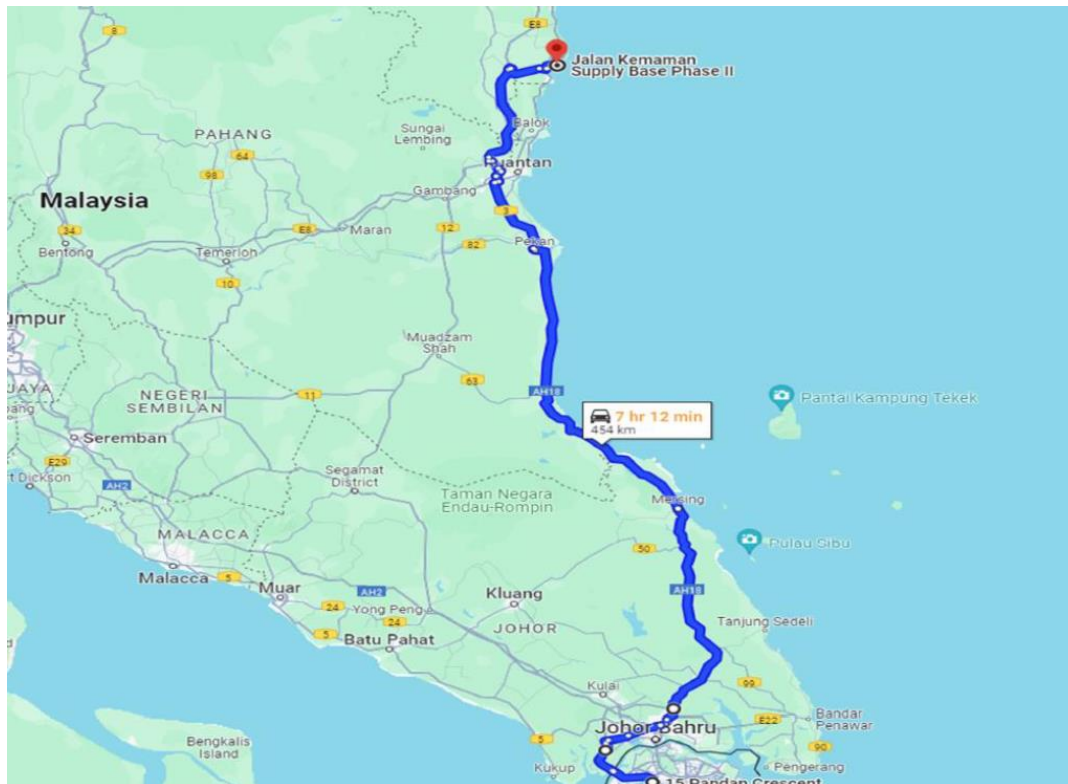 E8
8
Jalan Kemaman
Supply Base Phase II
PAHANG
Sungai
Lembing
Balok
64
98
Malaysia
Gambang
3
34
E8
Maran
12
82
Pekan
Bentong
Temerloh
10
Muadzam
Shah
63
AH18
NEGERI
SEMBILAN
11
7 hr 12 min
454 km
Pantai Kampung Tekek
Seremban
E29
Dickson
AH2
Segamat
District
Taman Negara
Endau-Rompin
Mersing
MALACCA
50
Pulau Sibu
Malacca
5
AH2
AH18
Muar
24
Yong Peng
Kluang
24
5
JOHOR
Tanjung Sedeli
Batu Pahat
Kulai
99
5
Johor Bahru
E22
Bandar
Penawar
Bengkalis
Island
90
Kukup
Pengerang
15 Pandan Crescent